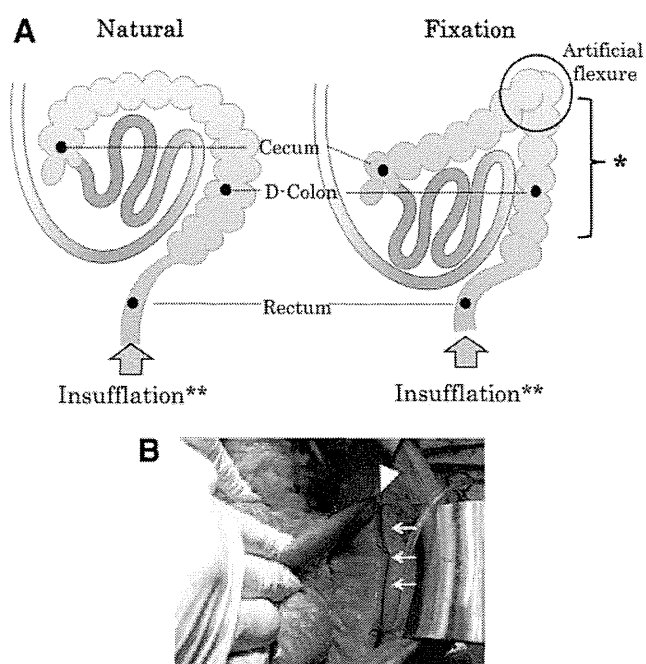 A
Natural
Fixation
Artificial
flexure
Cecum
*
D-Colon
Rectum
Insufflation**
Insufflation**
B